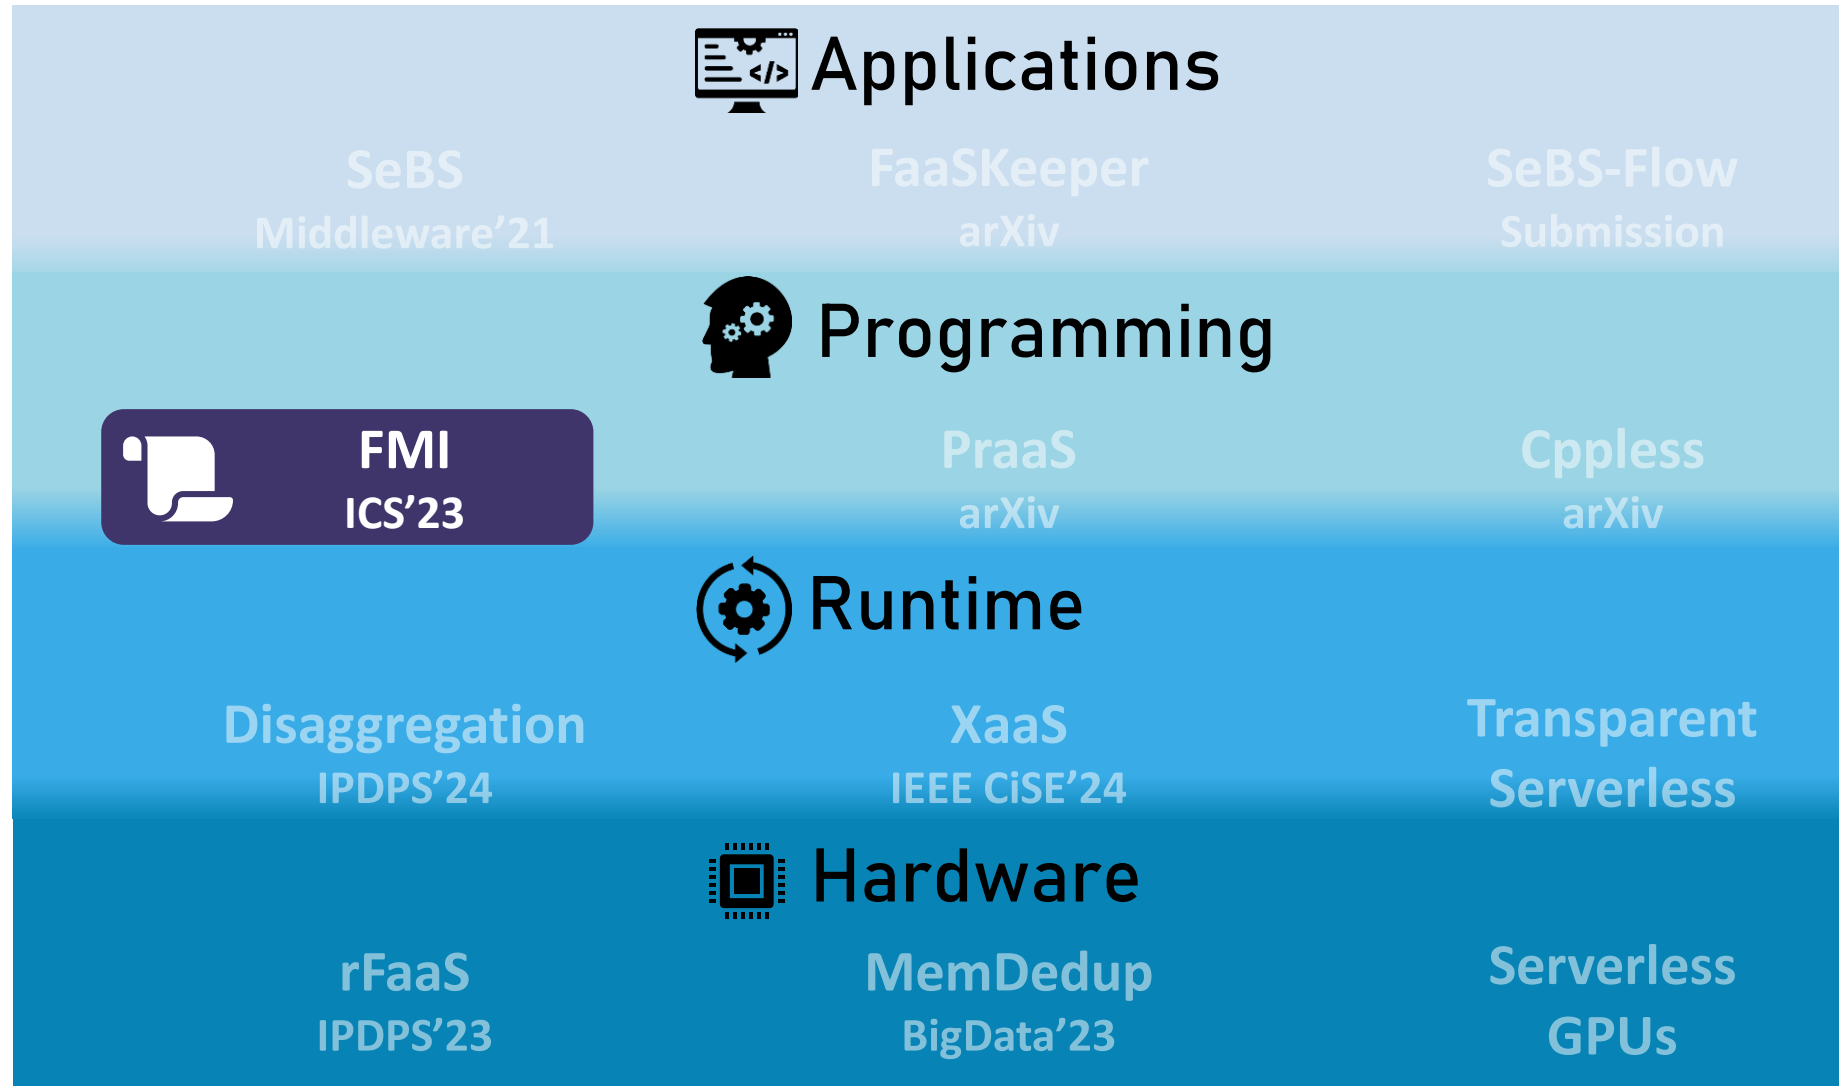 </> Applications
SeBS
Middleware’21
FaaSKeeper
arXiv
SeBS-Flow
Submission
Programming
FMI
ICS’23
PraaS
arXiv
Cppless
arXiv
Runtime
Disaggregation
IPDPS’24
XaaS
IEEE CiSE’24
Transparent
Serverless
Hardware
rFaaS
IPDPS’23
MemDedup
BigData’23
Serverless
GPUs